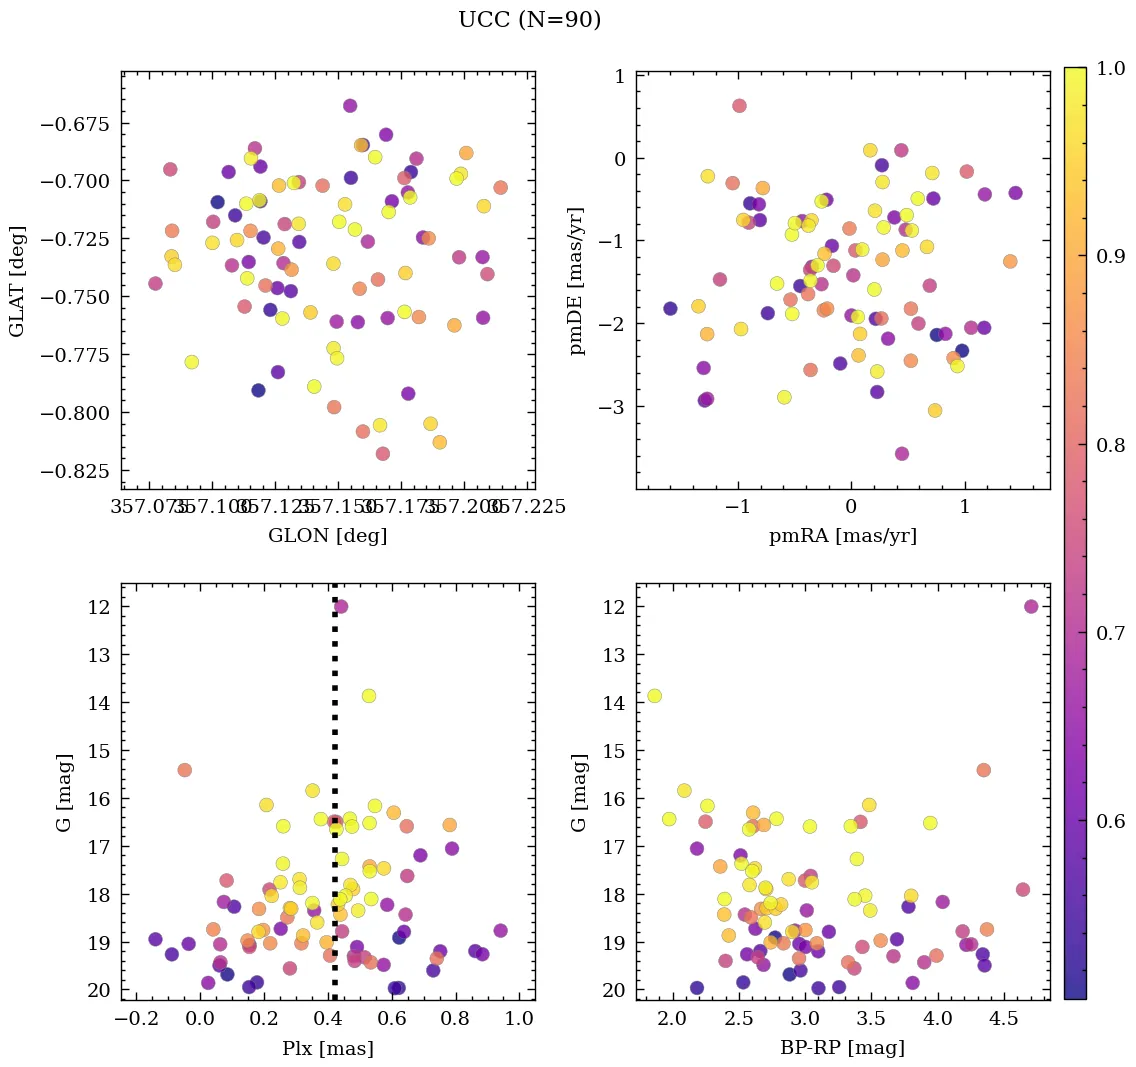 UCC (N=90)
−0.675
−0.700
−0.725
−0.750
−0.775
−0.800
−0.825
GLAT [deg]
357.075 357.100 357.125 357.150 357.175 357.200 357.225
GLON [deg]
1
0
−1
−2
−3
pmDE [mas/yr]
−1 0 1
pmRA [mas/yr]
1.0
0.9
0.8
0.7
0.6
12
13
14
15
16
17
18
19
20
G [mag]
−0.2 0.0 0.2 0.4 0.6 0.8 1.0
Plx [mas]
12
13
14
15
16
17
18
19
20
G [mag]
2.0 2.5 3.0 3.5 4.0 4.5
BP-RP [mag]